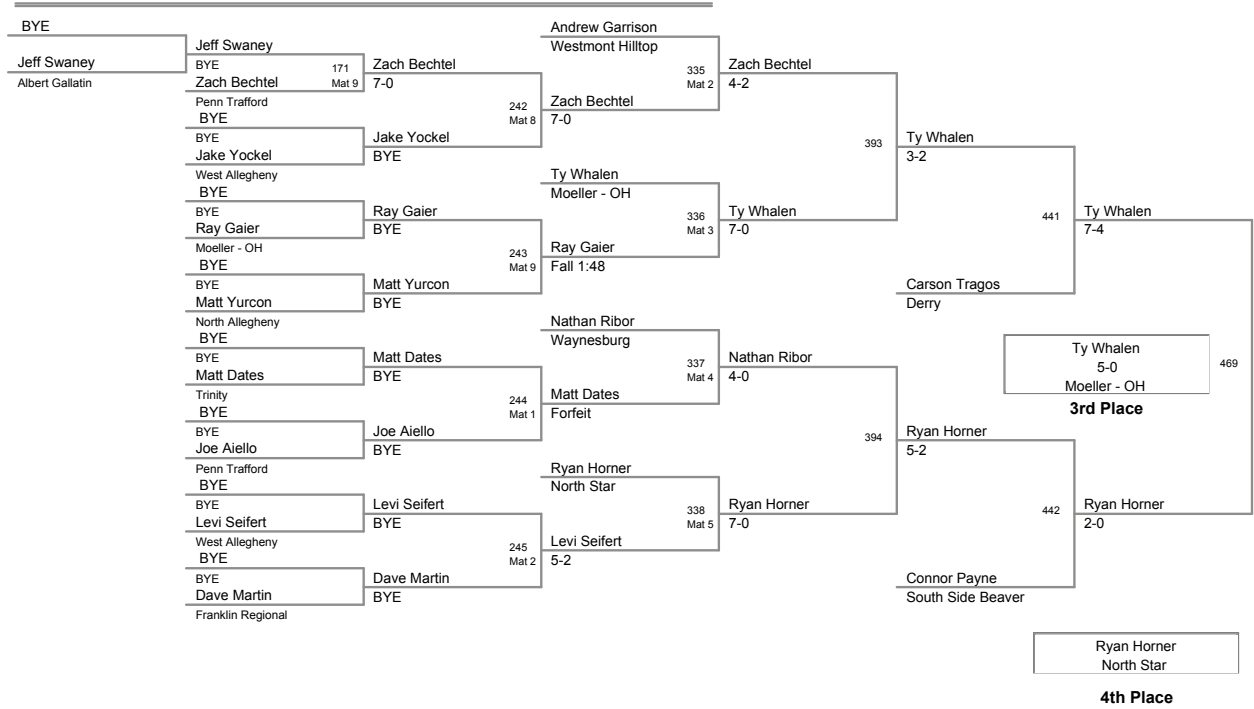 BYE
Jeff Swaney
Albert Gallatin
Jeff Swaney
BYE
Zach Bechtel
Penn Trafford
171
Mat 9
BYE
BYE
Jake Yockel
West Allegheny
BYE
BYE
Ray Gaier
Moeller - OH
BYE
BYE
Matt Yurcon
North Allegheny
BYE
BYE
Matt Dates
Trinity
BYE
BYE
Joe Aiello
Penn Trafford
BYE
BYE
Levi Seifert
West Allegheny
BYE
BYE
Dave Martin
Franklin Regional
Zach Bechtel
7-0
242
Mat 8
Jake Yockel
BYE
Ray Gaier
BYE
243
Mat 9
Matt Yurcon
BYE
Matt Dates
BYE
244
Mat 1
Joe Aiello
BYE
Levi Seifert
BYE
245
Mat 2
Dave Martin
BYE
Andrew Garrison
Westmont Hilltop
335
Mat 2
Zach Bechtel
7-0
Ty Whalen
Moeller - OH
336
Mat 3
Ray Gaier
Fall 1:48
Nathan Ribor
Waynesburg
337
Mat 4
Matt Dates
Forfeit
Ryan Horner
North Star
338
Mat 5
Levi Seifert
5-2
Zach Bechtel
4-2
393
Ty Whalen
7-0
Nathan Ribor
4-0
394
Ryan Horner
7-0
Ty Whalen
3-2
441
Carson Tragos
Derry
Ryan Horner
5-2
442
Connor Payne
South Side Beaver
Ty Whalen
7-4
Ty Whalen
5-0
Moeller - OH
469
3rd Place
Ryan Horner
2-0
Ryan Horner
North Star
4th Place